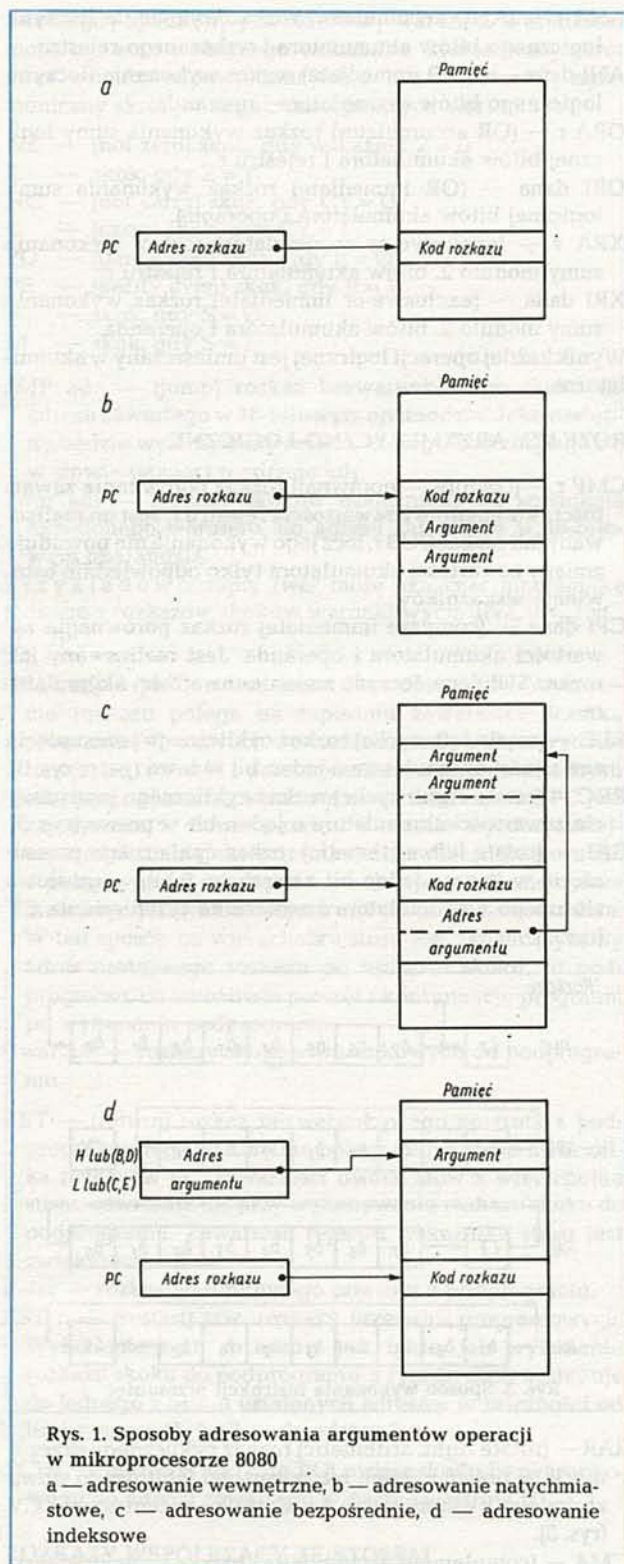 a
Pamięć
PC
Adres rozkazu
Kod rozkazu
b
Pamięć
PC
Adres rozkazu
Kod rozkazu
Argument
Argument
c
Pamięć
Argument
Argument
PC
Adres rozkazu
Kod rozkazu
Adres
argumentu
d
Pamięć
H lub(B,D)
Adres
Argument
L lub(C,E)
argumentu
PC
Adres rozkazu
Kod rozkazu
Rys. 1. Sposoby adresowania argumentów operacji
w mikroprocesorze 8080
a — adresowanie wewnętrzne, b — adresowanie natychmia-
stowe, c — adresowanie bezpośrednie, d — adresowanie
indeksowe